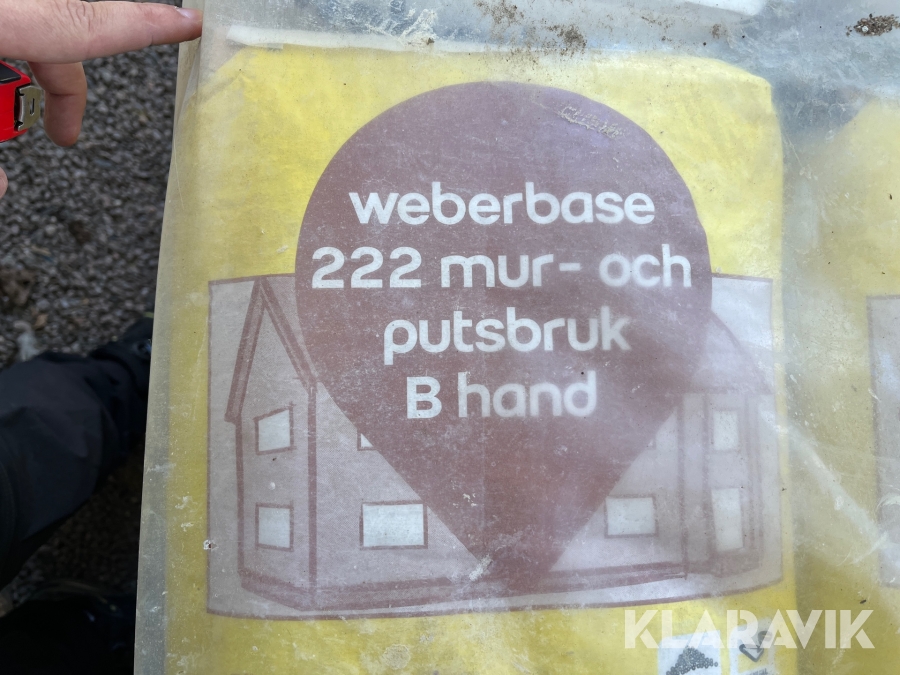 weberbase
222 mur- och
putsbruk
B hand
KLARAVIK